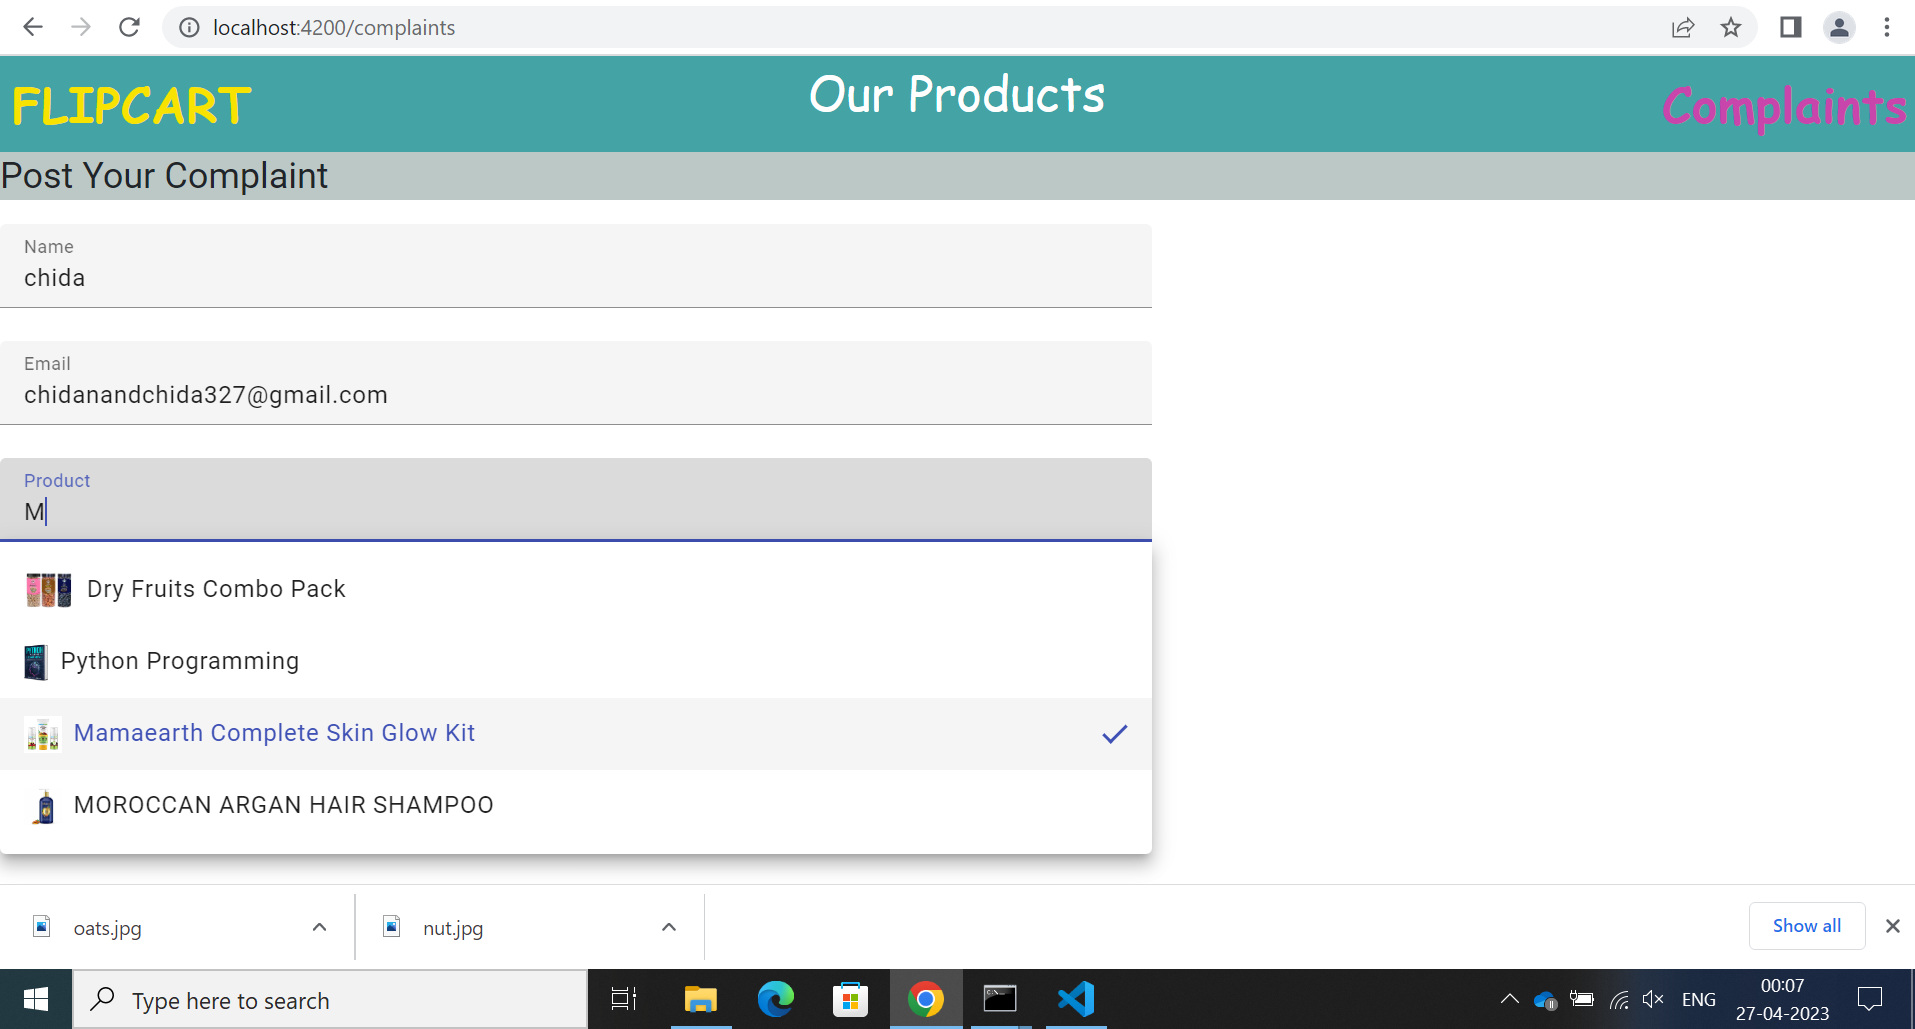 localhost:4200/complaints
FLIPCART
Our Products
Complaints
Post Your Complaint
Name
chida
Email
chidanandchida327@gmail.com
Product
M
Dry Fruits Combo Pack
Python Programming
Mamaearth Complete Skin Glow Kit
MOROCCAN ARGAN HAIR SHAMPOO
oats.jpg
nut.jpg
Show all
Type here to search
ENG
00:07
27-04-2023